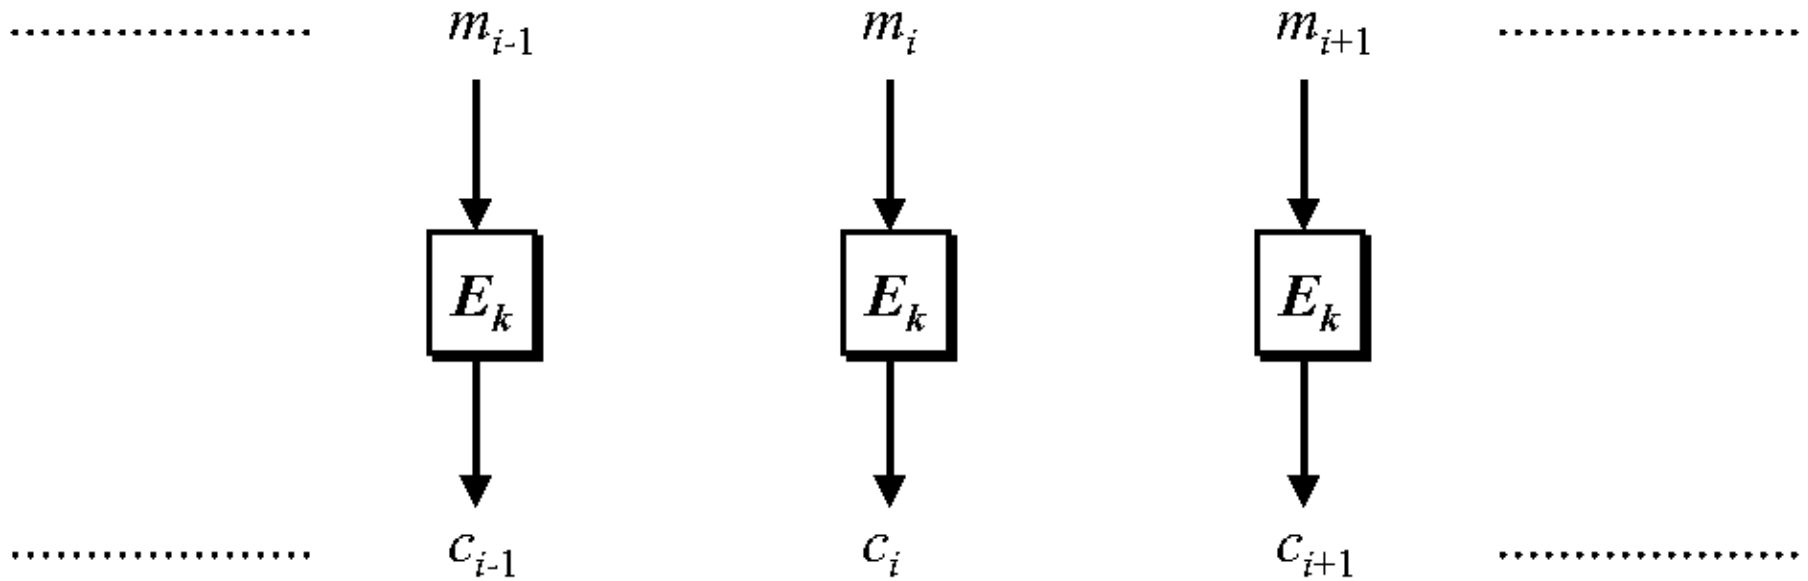 m_{i-1} m_i m_{i+1}
E_k E_k E_k
c_{i-1} c_i c_{i+1}